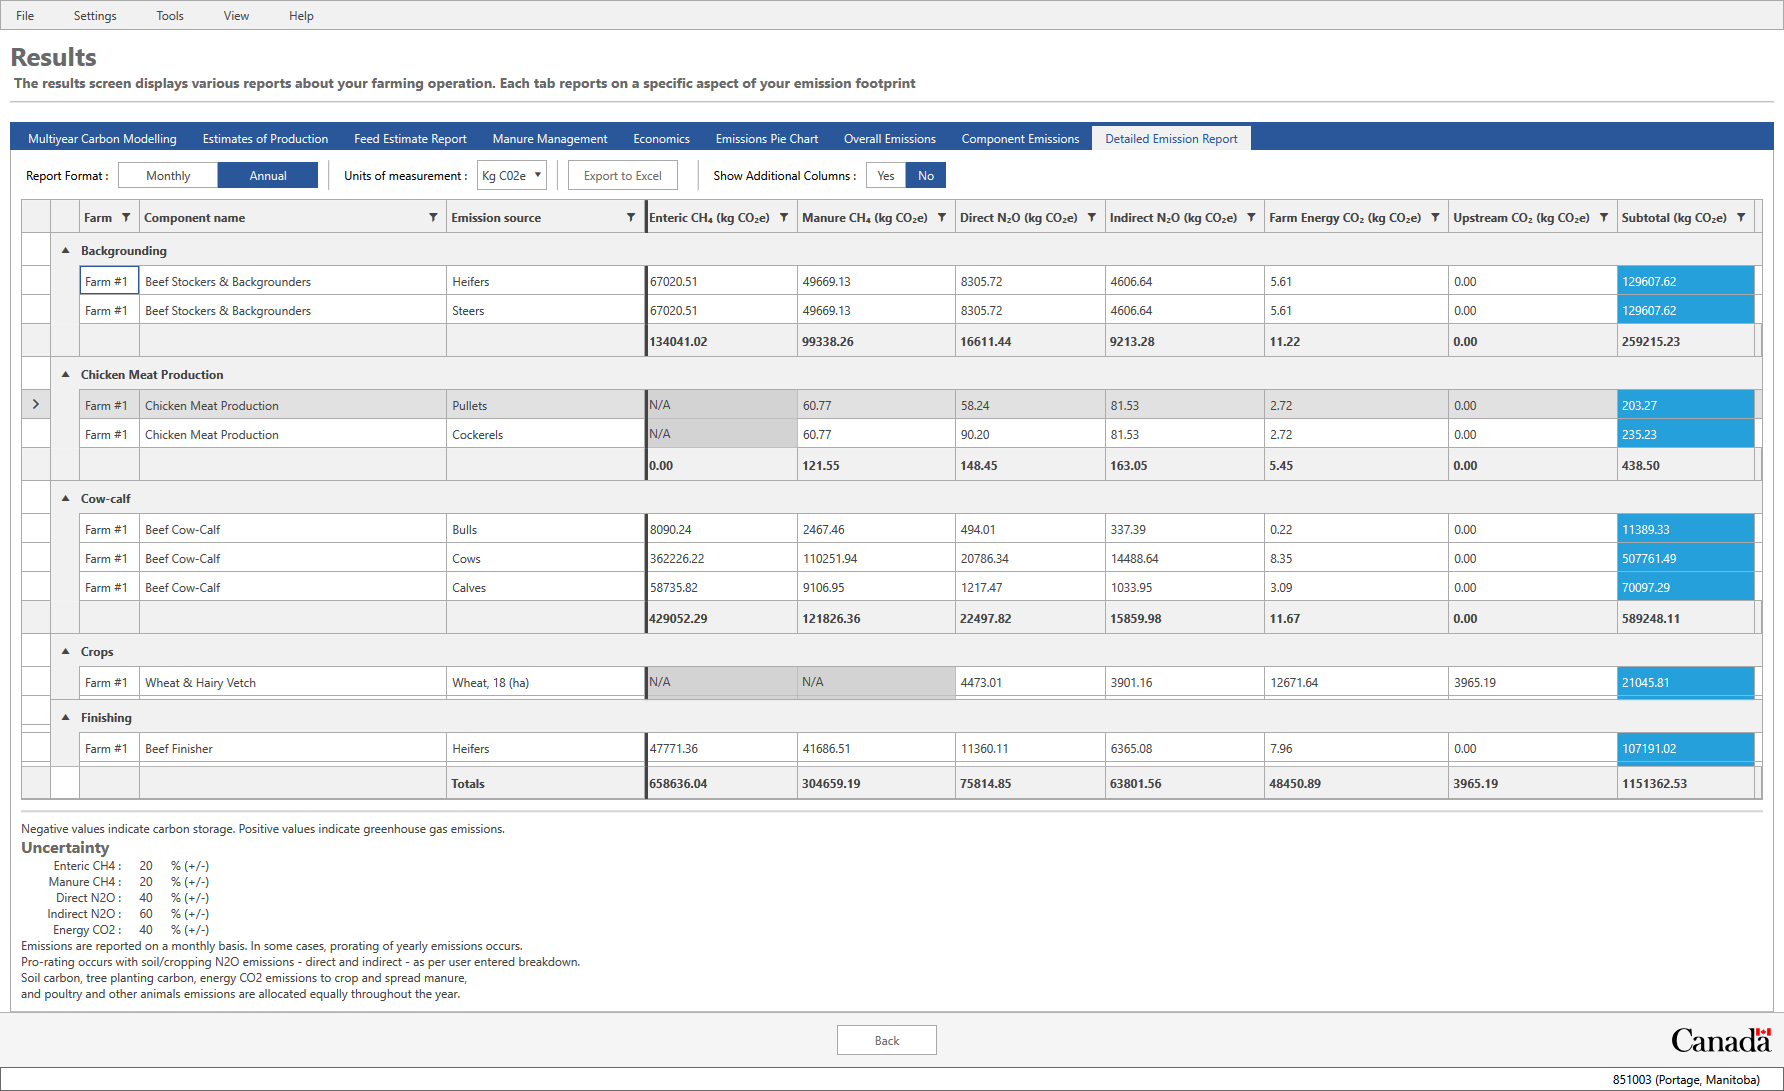 File Settings Tools View Help
Results
The results screen displays various reports about your farming operation. Each tab reports on a specific aspect of your emission footprint
Multiyear Carbon Modelling Estimates of Production Feed Estimate Report Manure Management Economics Emissions Pie Chart Overall Emissions Component Emissions Detailed Emission Report
Report Format : Monthly Annual Units of measurement : Kg C02e Export to Excel Show Additional Columns : Yes No
Farm Component name Emission source Enteric CH₄ (kg CO₂e) Manure CH₄ (kg CO₂e) Direct N₂O (kg CO₂e) Indirect N₂O (kg CO₂e) Farm Energy CO₂ (kg CO₂e) Upstream CO₂ (kg CO₂e) Subtotal (kg CO₂e)
Backgrounding
Farm #1 Beef Stockers & Backgrounders Heifers 67020.51 49669.13 8305.72 4606.64 5.61 0.00 129607.62
Farm #1 Beef Stockers & Backgrounders Steers 67020.51 49669.13 8305.72 4606.64 5.61 0.00 129607.62
134041.02 99338.26 16611.44 9213.28 11.22 0.00 259215.23
Chicken Meat Production
Farm #1 Chicken Meat Production Pullets N/A 60.77 58.24 81.53 2.72 0.00 203.27
Farm #1 Chicken Meat Production Cockerels N/A 60.77 90.20 81.53 2.72 0.00 235.23
0.00 121.55 148.45 163.05 5.45 0.00 438.50
Cow-calf
Farm #1 Beef Cow-Calf Bulls 8090.24 2467.46 494.01 337.39 0.22 0.00 11389.33
Farm #1 Beef Cow-Calf Cows 362226.22 110251.94 20786.34 14488.64 8.35 0.00 507761.49
Farm #1 Beef Cow-Calf Calves 58735.82 9106.95 1217.47 1033.95 3.09 0.00 70097.29
429052.29 121826.36 22497.82 15859.98 11.67 0.00 589248.11
Crops
Farm #1 Wheat & Hairy Vetch Wheat, 18 (ha) N/A N/A 4473.01 3901.16 12671.64 3965.19 21045.81
Finishing
Farm #1 Beef Finisher Heifers 47771.36 41686.51 11360.11 6365.08 7.96 0.00 107191.02
Totals 658636.04 304659.19 75814.85 63801.56 48450.89 3965.19 1151362.53
Negative values indicate carbon storage. Positive values indicate greenhouse gas emissions.
Uncertainty
Enteric CH4 : 20 % (+/-)
Manure CH4 : 20 % (+/-)
Direct N2O : 40 % (+/-)
Indirect N2O : 60 % (+/-)
Energy CO2 : 40 % (+/-)
Emissions are reported on a monthly basis. In some cases, prorating of yearly emissions occurs.
Pro-rating occurs with soil/cropping N2O emissions - direct and indirect - as per user entered breakdown.
Soil carbon, tree planting carbon, energy CO2 emissions to crop and spread manure,
and poultry and other animals emissions are allocated equally throughout the year.
Back
Canada
851003 (Portage, Manitoba)